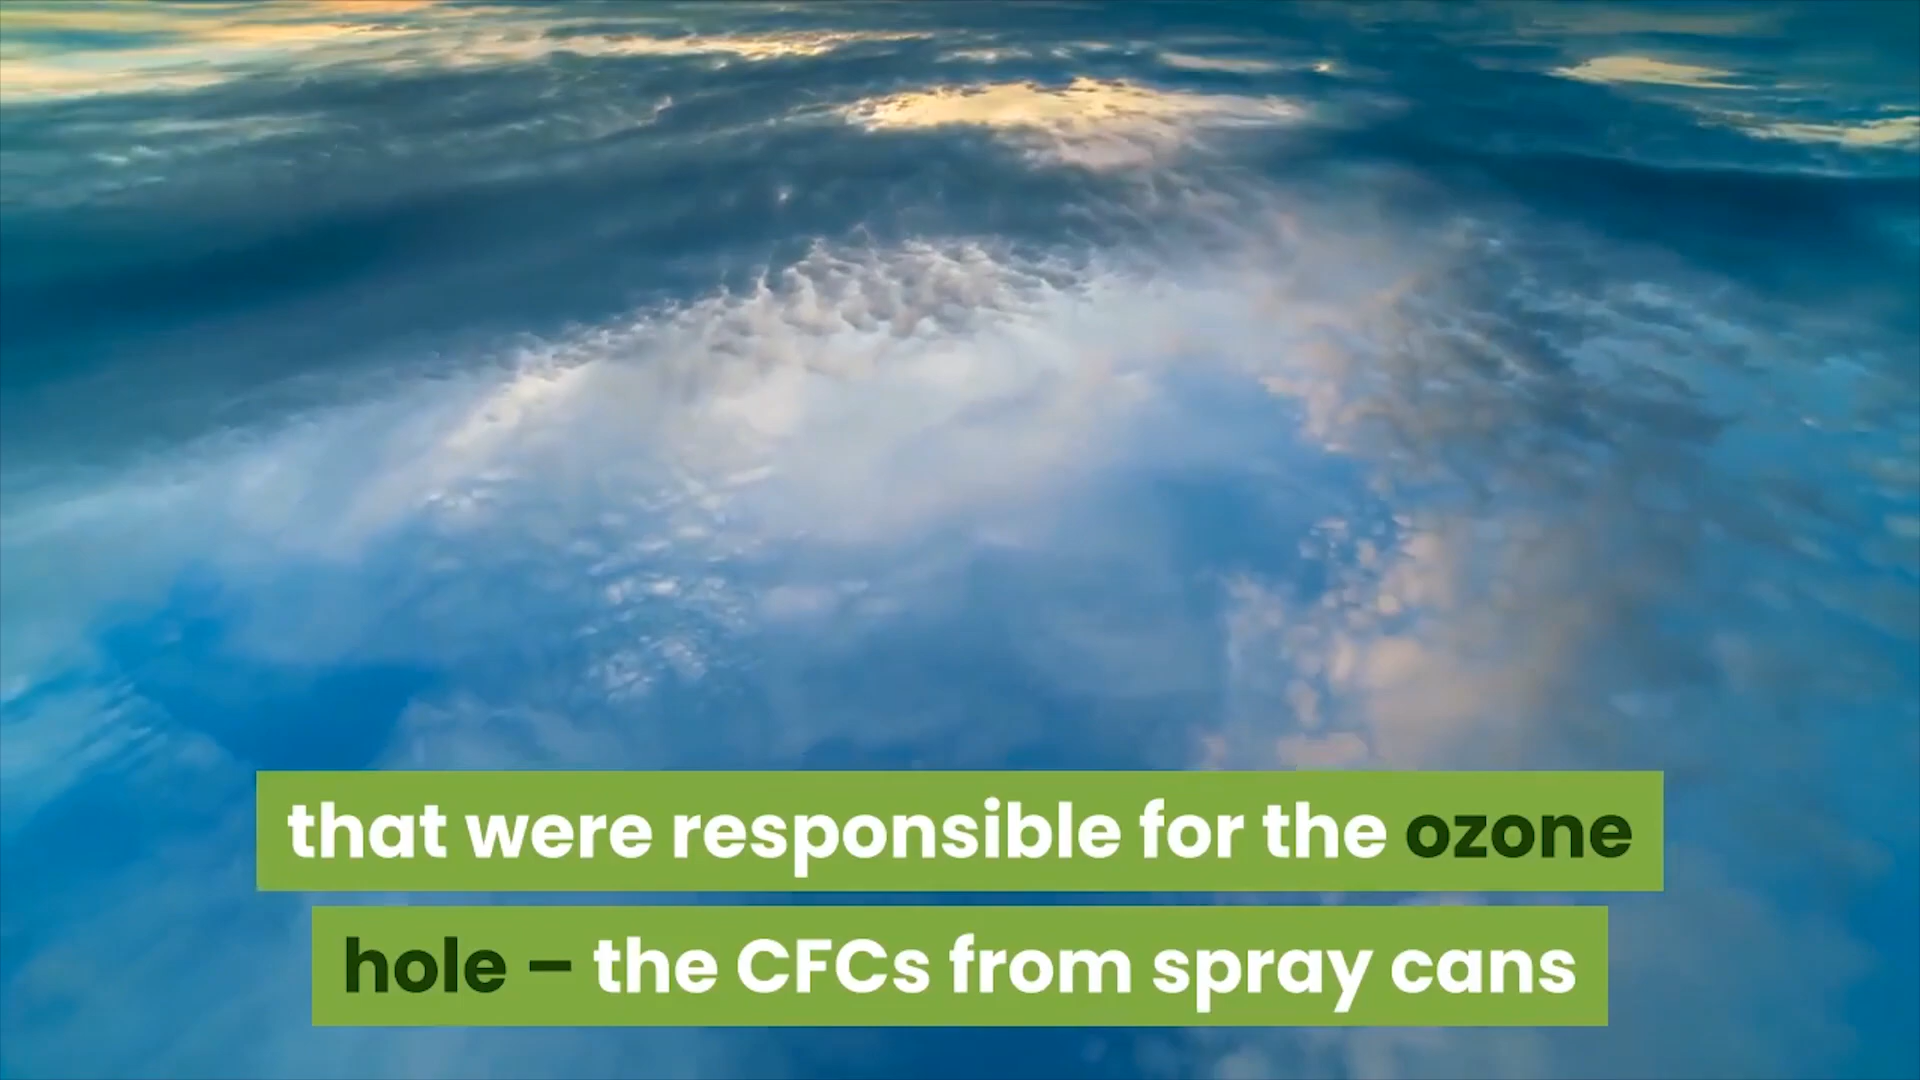 that were responsible for the ozone
hole – the CFCs from spray cans